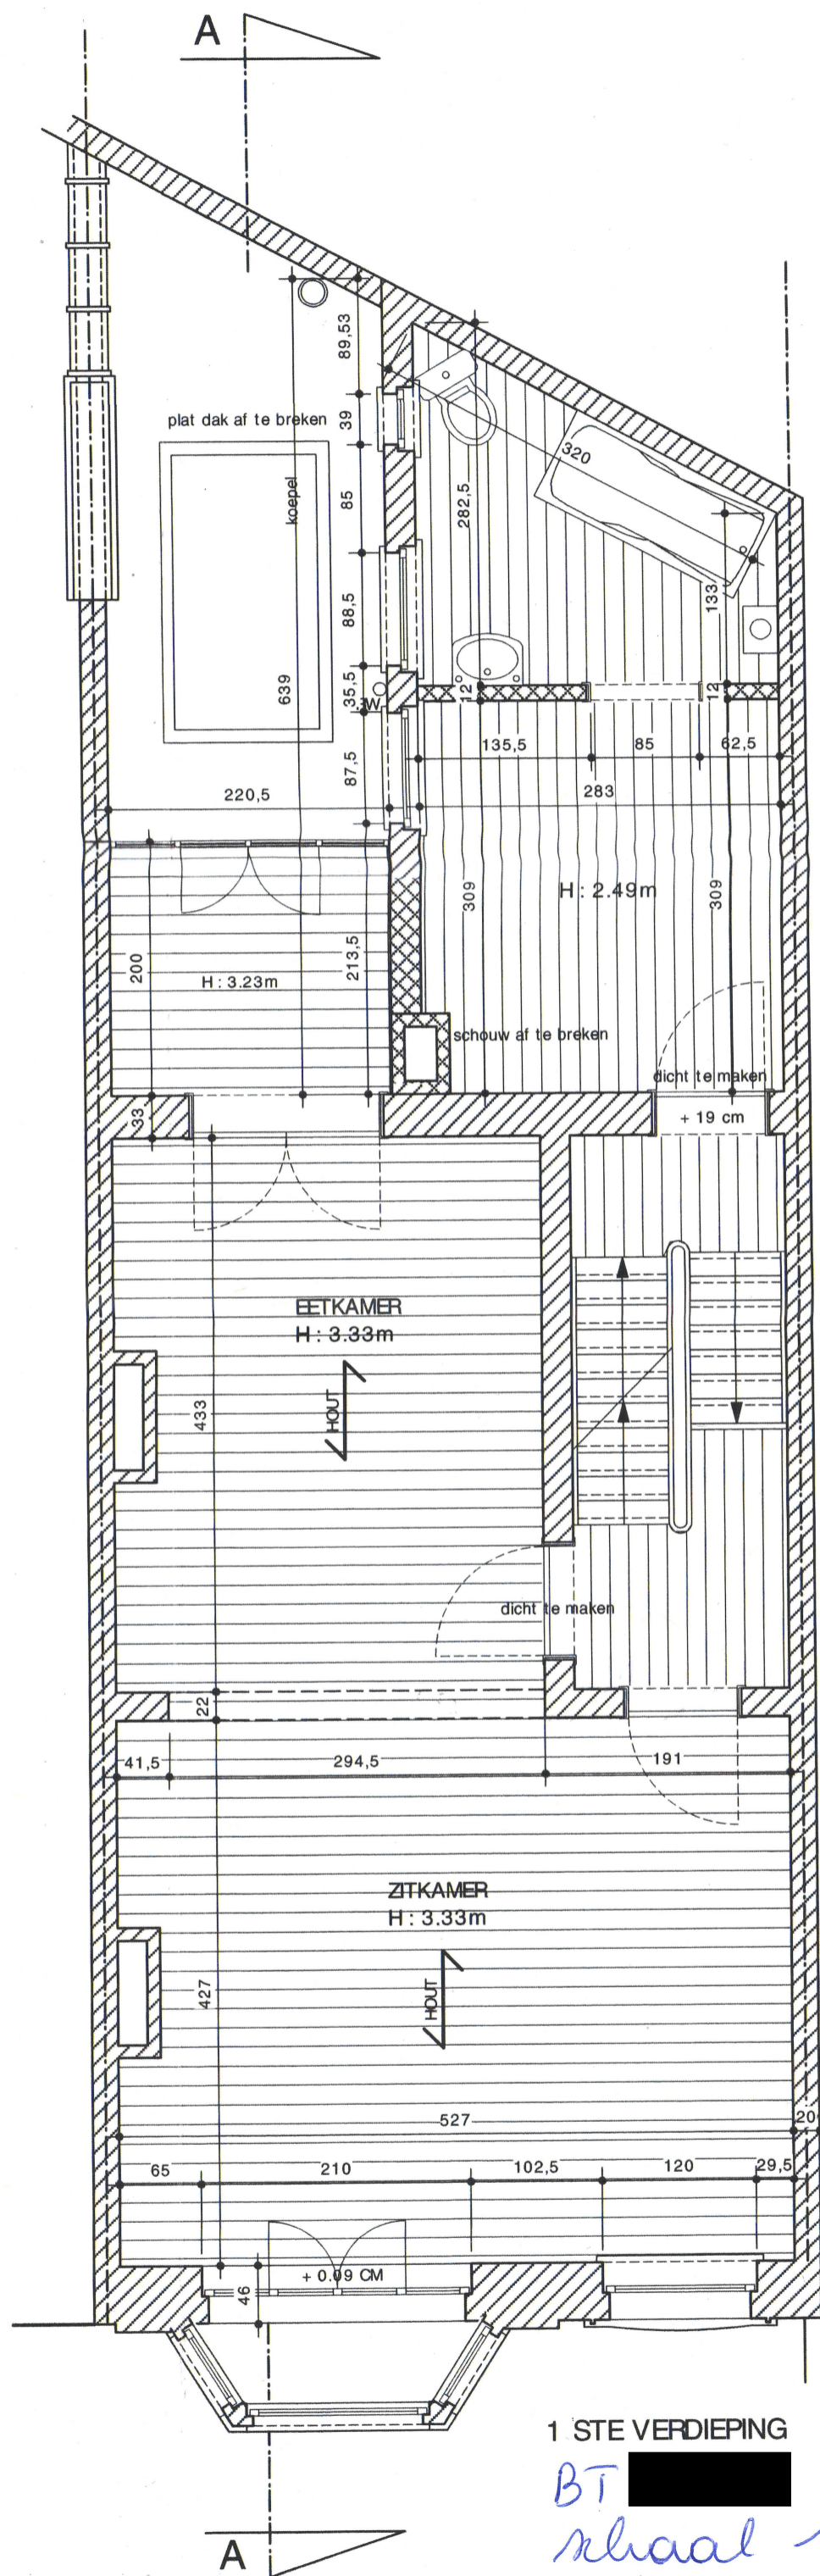 A
89,53
plat dak af te breken
39
320
koepel
85
282,5
88,5
133
639
35,5
12
12
135,5
85
62,5
87,5
220,5
283
309
H : 2.49m
309
200
213,5
H : 3.23m
schouw af te breken
dicht te maken
33
+ 19 cm
EETKAMER
H : 3.33m
HOUT
433
dicht te maken
22
41,5
294,5
191
ZITKAMER
H : 3.33m
HOUT
427
527
20
65
210
102,5
120
29,5
+ 0.09 CM
46
1 STE VERDIEPING
BT
schaal
A